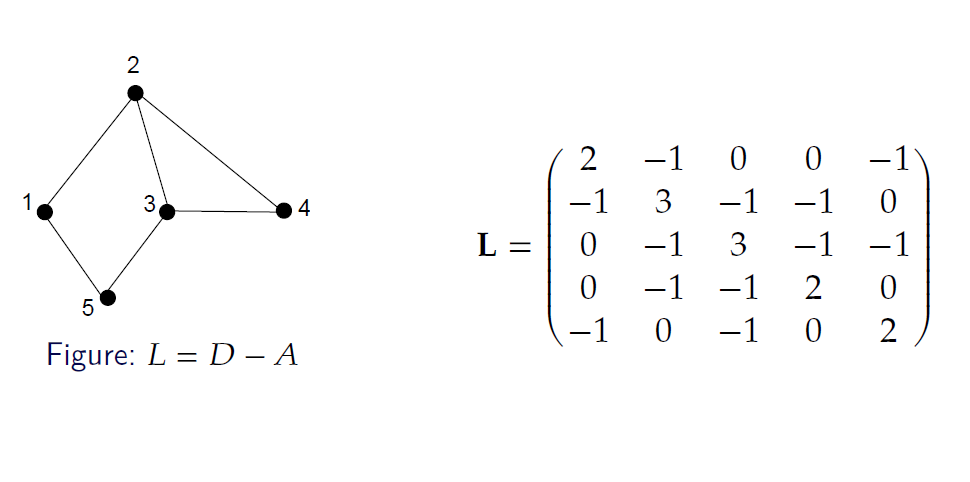 2
1
3
4
5
Figure: L = D − A
L =
2 −1 0 0 −1
−1 3 −1 −1 0
0 −1 3 −1 −1
0 −1 −1 2 0
−1 0 −1 0 2